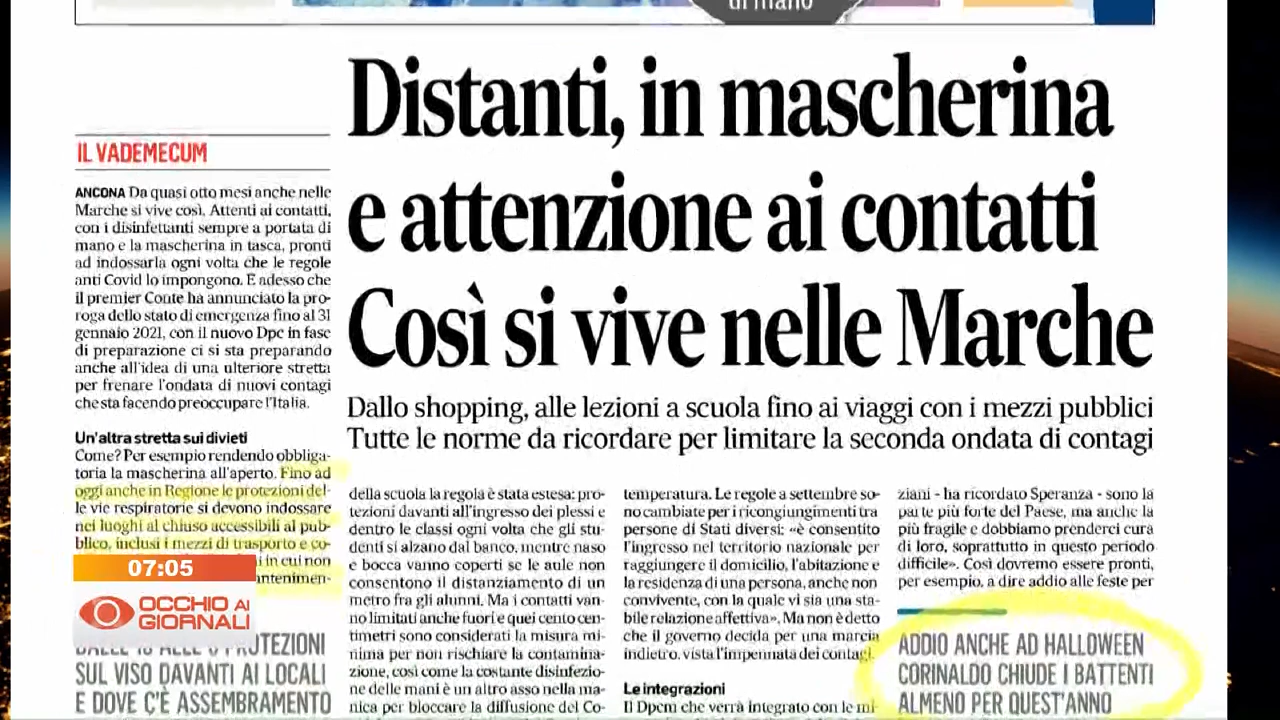 di mano
Distanti, in mascherina
e attenzione ai contatti
Così si vive nelle Marche
Dallo shopping, alle lezioni a scuola fino ai viaggi con i mezzi pubblici
Tutte le norme da ricordare per limitare la seconda ondata di contagi
IL VADEMECUM
ANCONA Da quasi otto mesi anche nelle
Marche si vive così. Attenti ai contatti,
con i disinfettanti sempre a portata di
mano e la mascherina in tasca, pronti
ad indossarla ogni volta che le regole
anti Covid lo impongono. E adesso che
il premier Conte ha annunciato la pro-
roga dello stato di emergenza fino al 31
gennaio 2021, con il nuovo Dpc in fase
di preparazione ci si sta preparando
anche all'idea di una ulteriore stretta
per frenare l'ondata di nuovi contagi
che sta facendo preoccupare l'Italia.
Un'altra stretta sui divieti
Come? Per esempio rendendo obbliga-
toria la mascherina all'aperto. Fino ad
oggi anche in Regione le protezioni del-
le vie respiratorie si devono indossare
nei luoghi al chiuso accessibili al pub-
blico, inclusi i mezzi di trasporto e co-
i in cui non
antenimen-
07:05
OCCHIO AI
GIORNALI
DALLE 18 ALLE 6 PROTEZIONI
SUL VISO DAVANTI AI LOCALI
E DOVE C'È ASSEMBRAMENTO
della scuola la regola è stata estesa: pro-
tezioni davanti all'ingresso dei plessi e
dentro le classi ogni volta che gli stu-
denti si alzano dal banco, mentre naso
e bocca vanno coperti se le aule non
consentono il distanziamento di un
metro fra gli alunni. Ma i contatti van-
no limitati anche fuori e quei cento cen-
timetri sono considerati la misura mi-
nima per non rischiare la contamina-
zione, così come la costante disinfezio-
ne delle mani è un altro asso nella ma-
nica per bloccare la diffusione del Co-
temperatura. Le regole a settembre so-
no cambiate per i ricongiungimenti tra
persone di Stati diversi: «è consentito
l'ingresso nel territorio nazionale per
raggiungere il domicilio, l'abitazione e
la residenza di una persona, anche non
convivente, con la quale vi sia una sta-
bile relazione affettiva». Ma non è detto
che il governo decida per una marcia
indietro, vista l'impennata dei contagi.
Le integrazioni
Il Dpcm che verrà integrato con le mi-
ziani - ha ricordato Speranza - sono la
parte più forte del Paese, ma anche la
più fragile e dobbiamo prenderci cura
di loro, soprattutto in questo periodo
difficile». Così dovremo essere pronti,
per esempio, a dire addio alle feste per
ADDIO ANCHE AD HALLOWEEN
CORINALDO CHIUDE I BATTENTI
ALMENO PER QUEST'ANNO